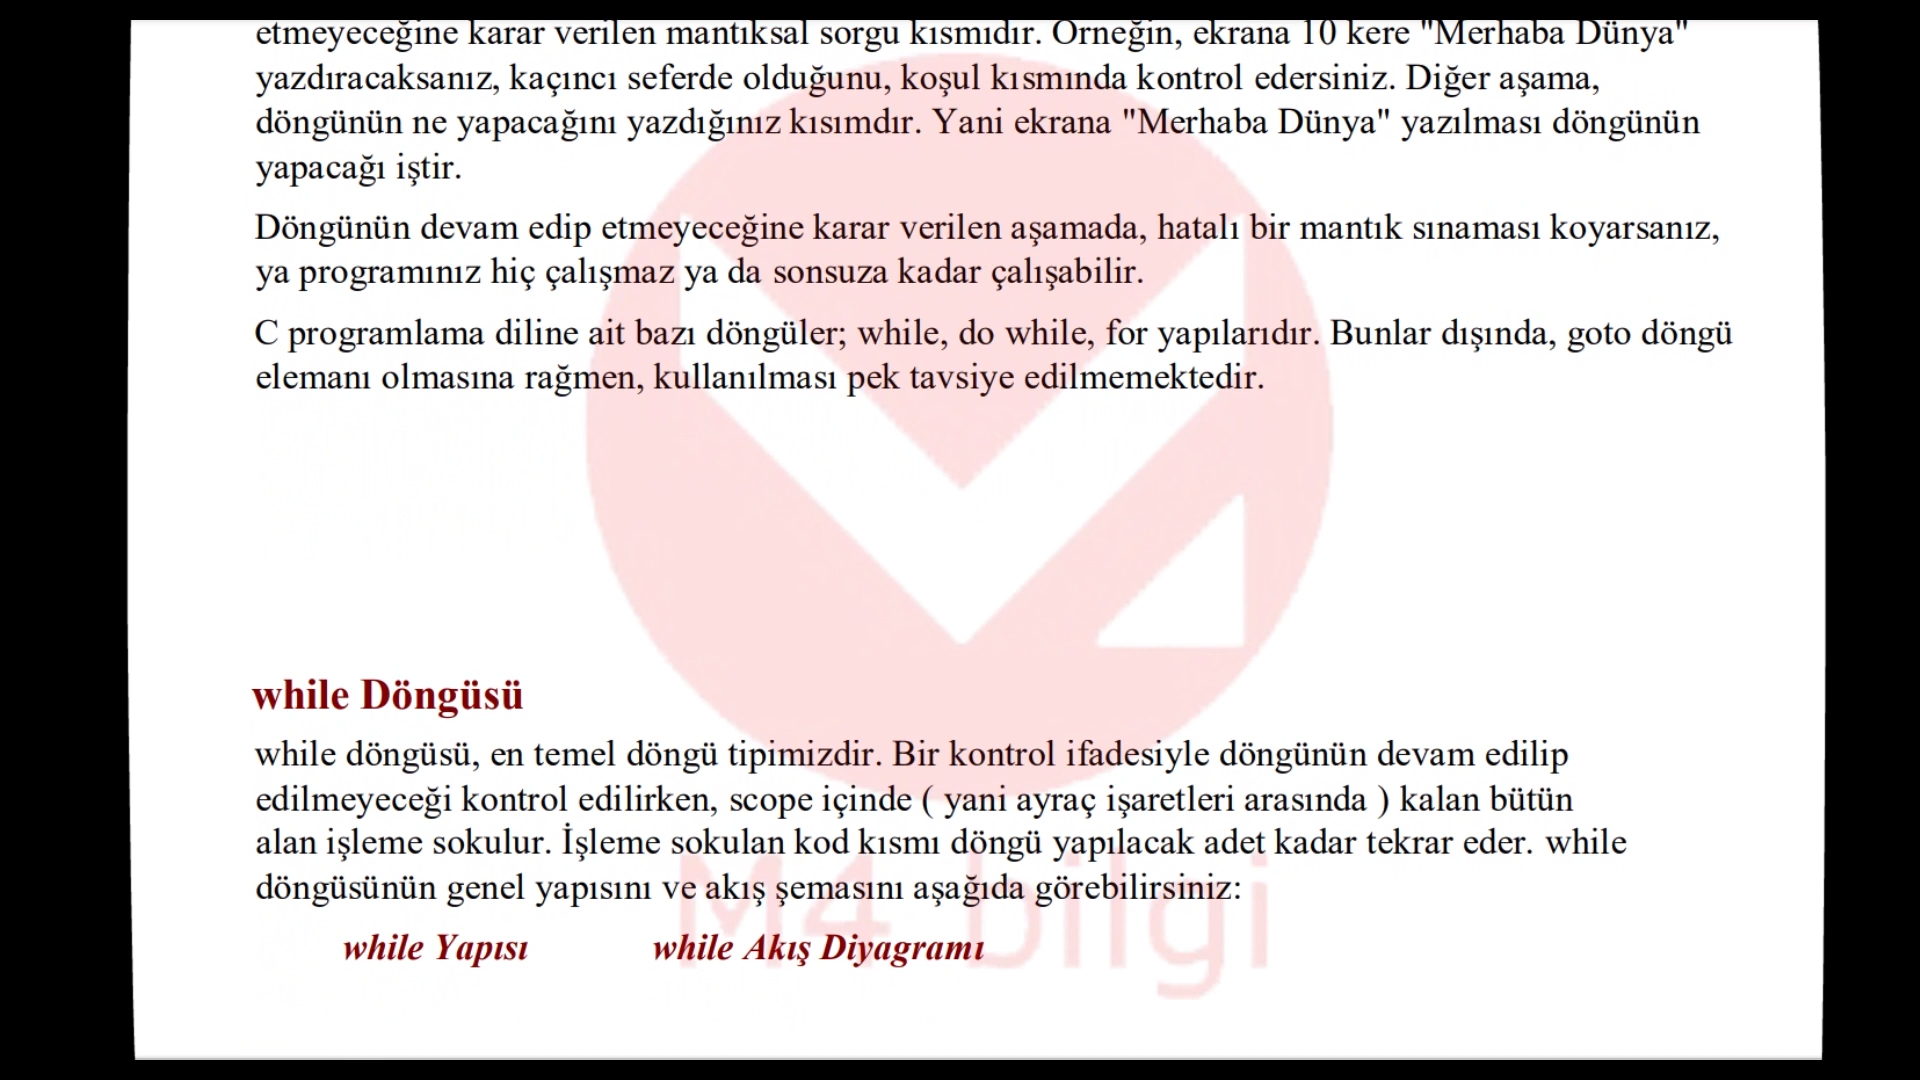 etmeyeceğine karar verilen mantıksal sorgu kısmıdır. Örneğin, ekrana 10 kere "Merhaba Dünya"
yazdıracaksanız, kaçıncı seferde olduğunu, koşul kısmında kontrol edersiniz. Diğer aşama,
döngünün ne yapacağını yazdığınız kısımdır. Yani ekrana "Merhaba Dünya" yazılması döngünün
yapacağı iştir.
Döngünün devam edip etmeyeceğine karar verilen aşamada, hatalı bir mantık sınaması koyarsanız,
ya programınız hiç çalışmaz ya da sonsuza kadar çalışabilir.
C programlama diline ait bazı döngüler; while, do while, for yapılarıdır. Bunlar dışında, goto döngü
elemanı olmasına rağmen, kullanılması pek tavsiye edilmemektedir.
while Döngüsü
while döngüsü, en temel döngü tipimizdir. Bir kontrol ifadesiyle döngünün devam edilip
edilmeyeceği kontrol edilirken, scope içinde ( yani ayraç işaretleri arasında ) kalan bütün
alan işleme sokulur. İşleme sokulan kod kısmı döngü yapılacak adet kadar tekrar eder. while
döngüsünün genel yapısını ve akış şemasını aşağıda görebilirsiniz:
M4 bilgi
while Yapısı while Akış Diyagramı